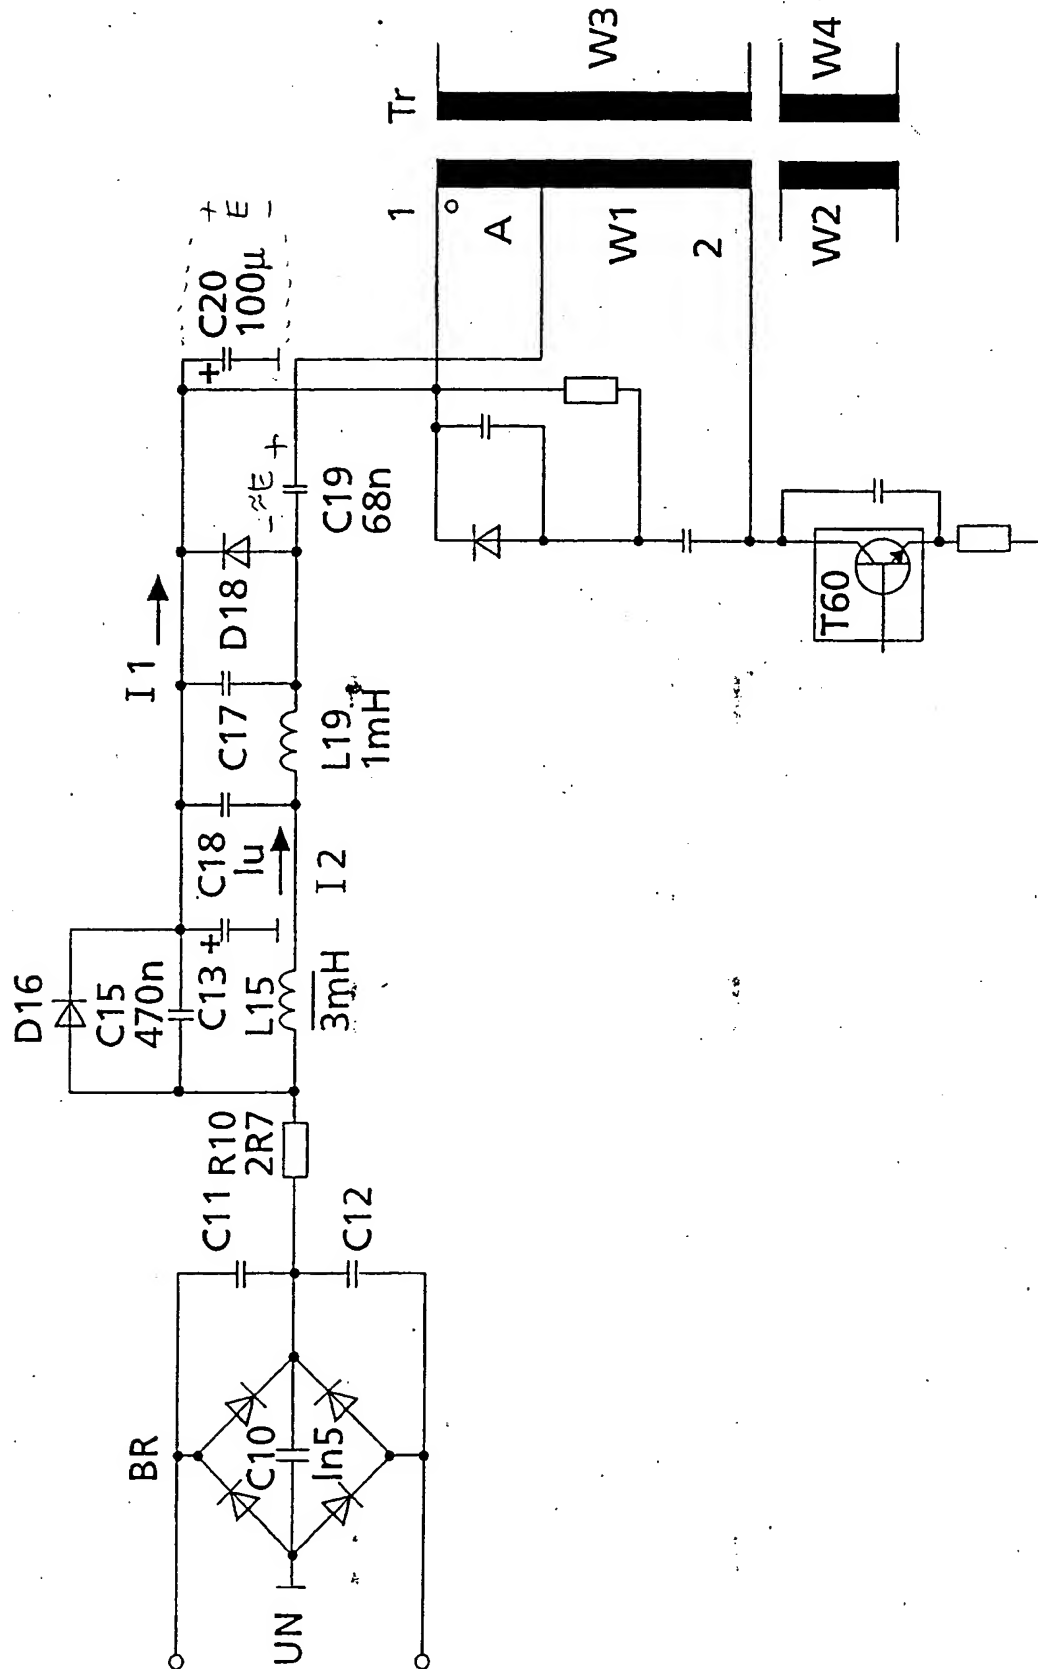 UN
BR
C10
In5
C11
C12
R10
2R7
D16
C15
470n
C13
+
L15
3mH
I2
C18
Iu
C17
L19
1mH
I1
D18
C19
68n
-≈E +
C20
100µ
+
+ E -
Tr
1
A
W1
2
W3
W2
W4
T60